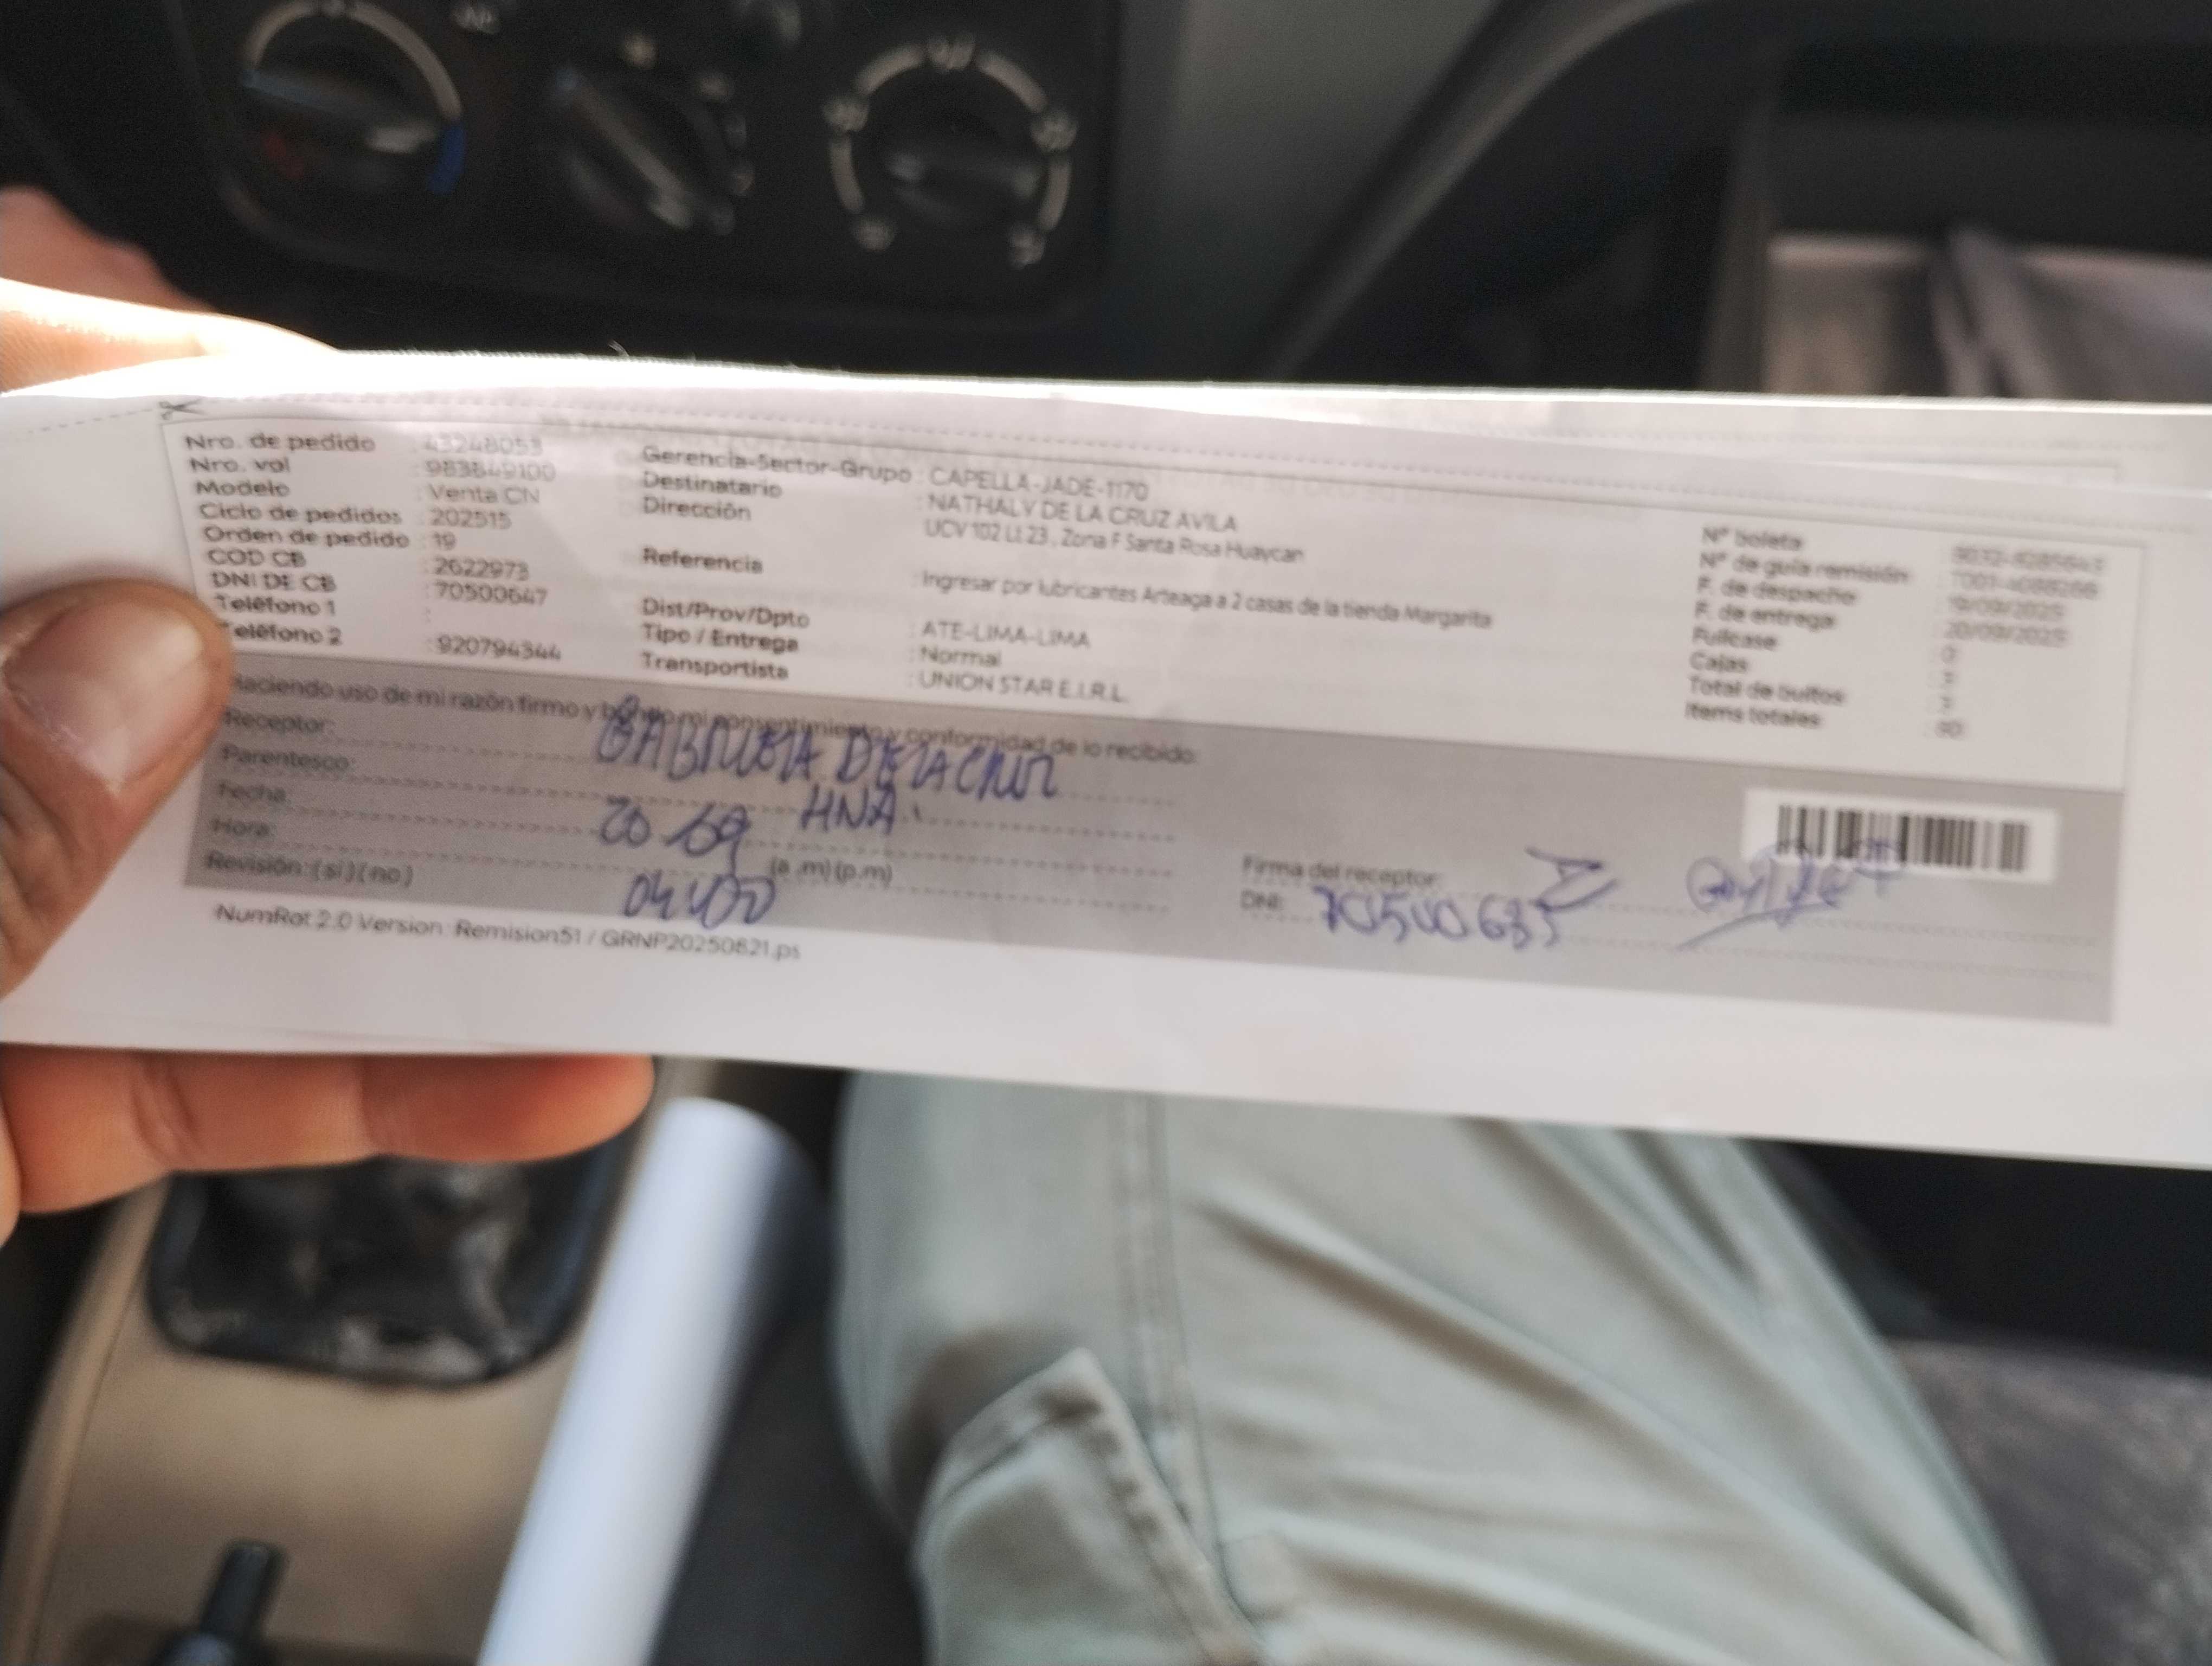 Nro. de pedido : 43248053
Nro. vol : 983849100
Modelo : Venta CN
Ciclo de pedidos : 202515
Orden de pedido : 19
COD CB : 2622973
DNI DE CB : 70500647
Teléfono 1 :
eléfono 2 : 920794344
Gerencia-Sector-Grupo : CAPELLA-JADE-1170
Destinatario : NATHALY DE LA CRUZ AVILA
Dirección UCV 102 Lt 23 , Zona F Santa Rosa Huaycan
Referencia : Ingresar por lubricantes Arteaga a 2 casas de la tienda Margarita
Dist/Prov/Dpto : ATE-LIMA-LIMA
Tipo / Entrega : Normal
Transportista : UNION STAR E.I.R.L.
N° boleta
N° de guía remisión
F. de despacho : 19/09/2025
F. de entrega : 20/09/2025
Fullcase
Cajas
Total de bultos
Items totales
Haciendo uso de mi razón firmo y brindo mi consentimiento y conformidad de lo recibido:
Receptor: GABRIELA DE LA CRUZ
Parentesco: HNA
Fecha: 20 09
Hora: 04:00 (a .m) (p.m)
Revisión: ( si ) ( no )
Firma del receptor:
DNI:
NumRot 2.0 Version :Remision51 / GRNP20250821.ps